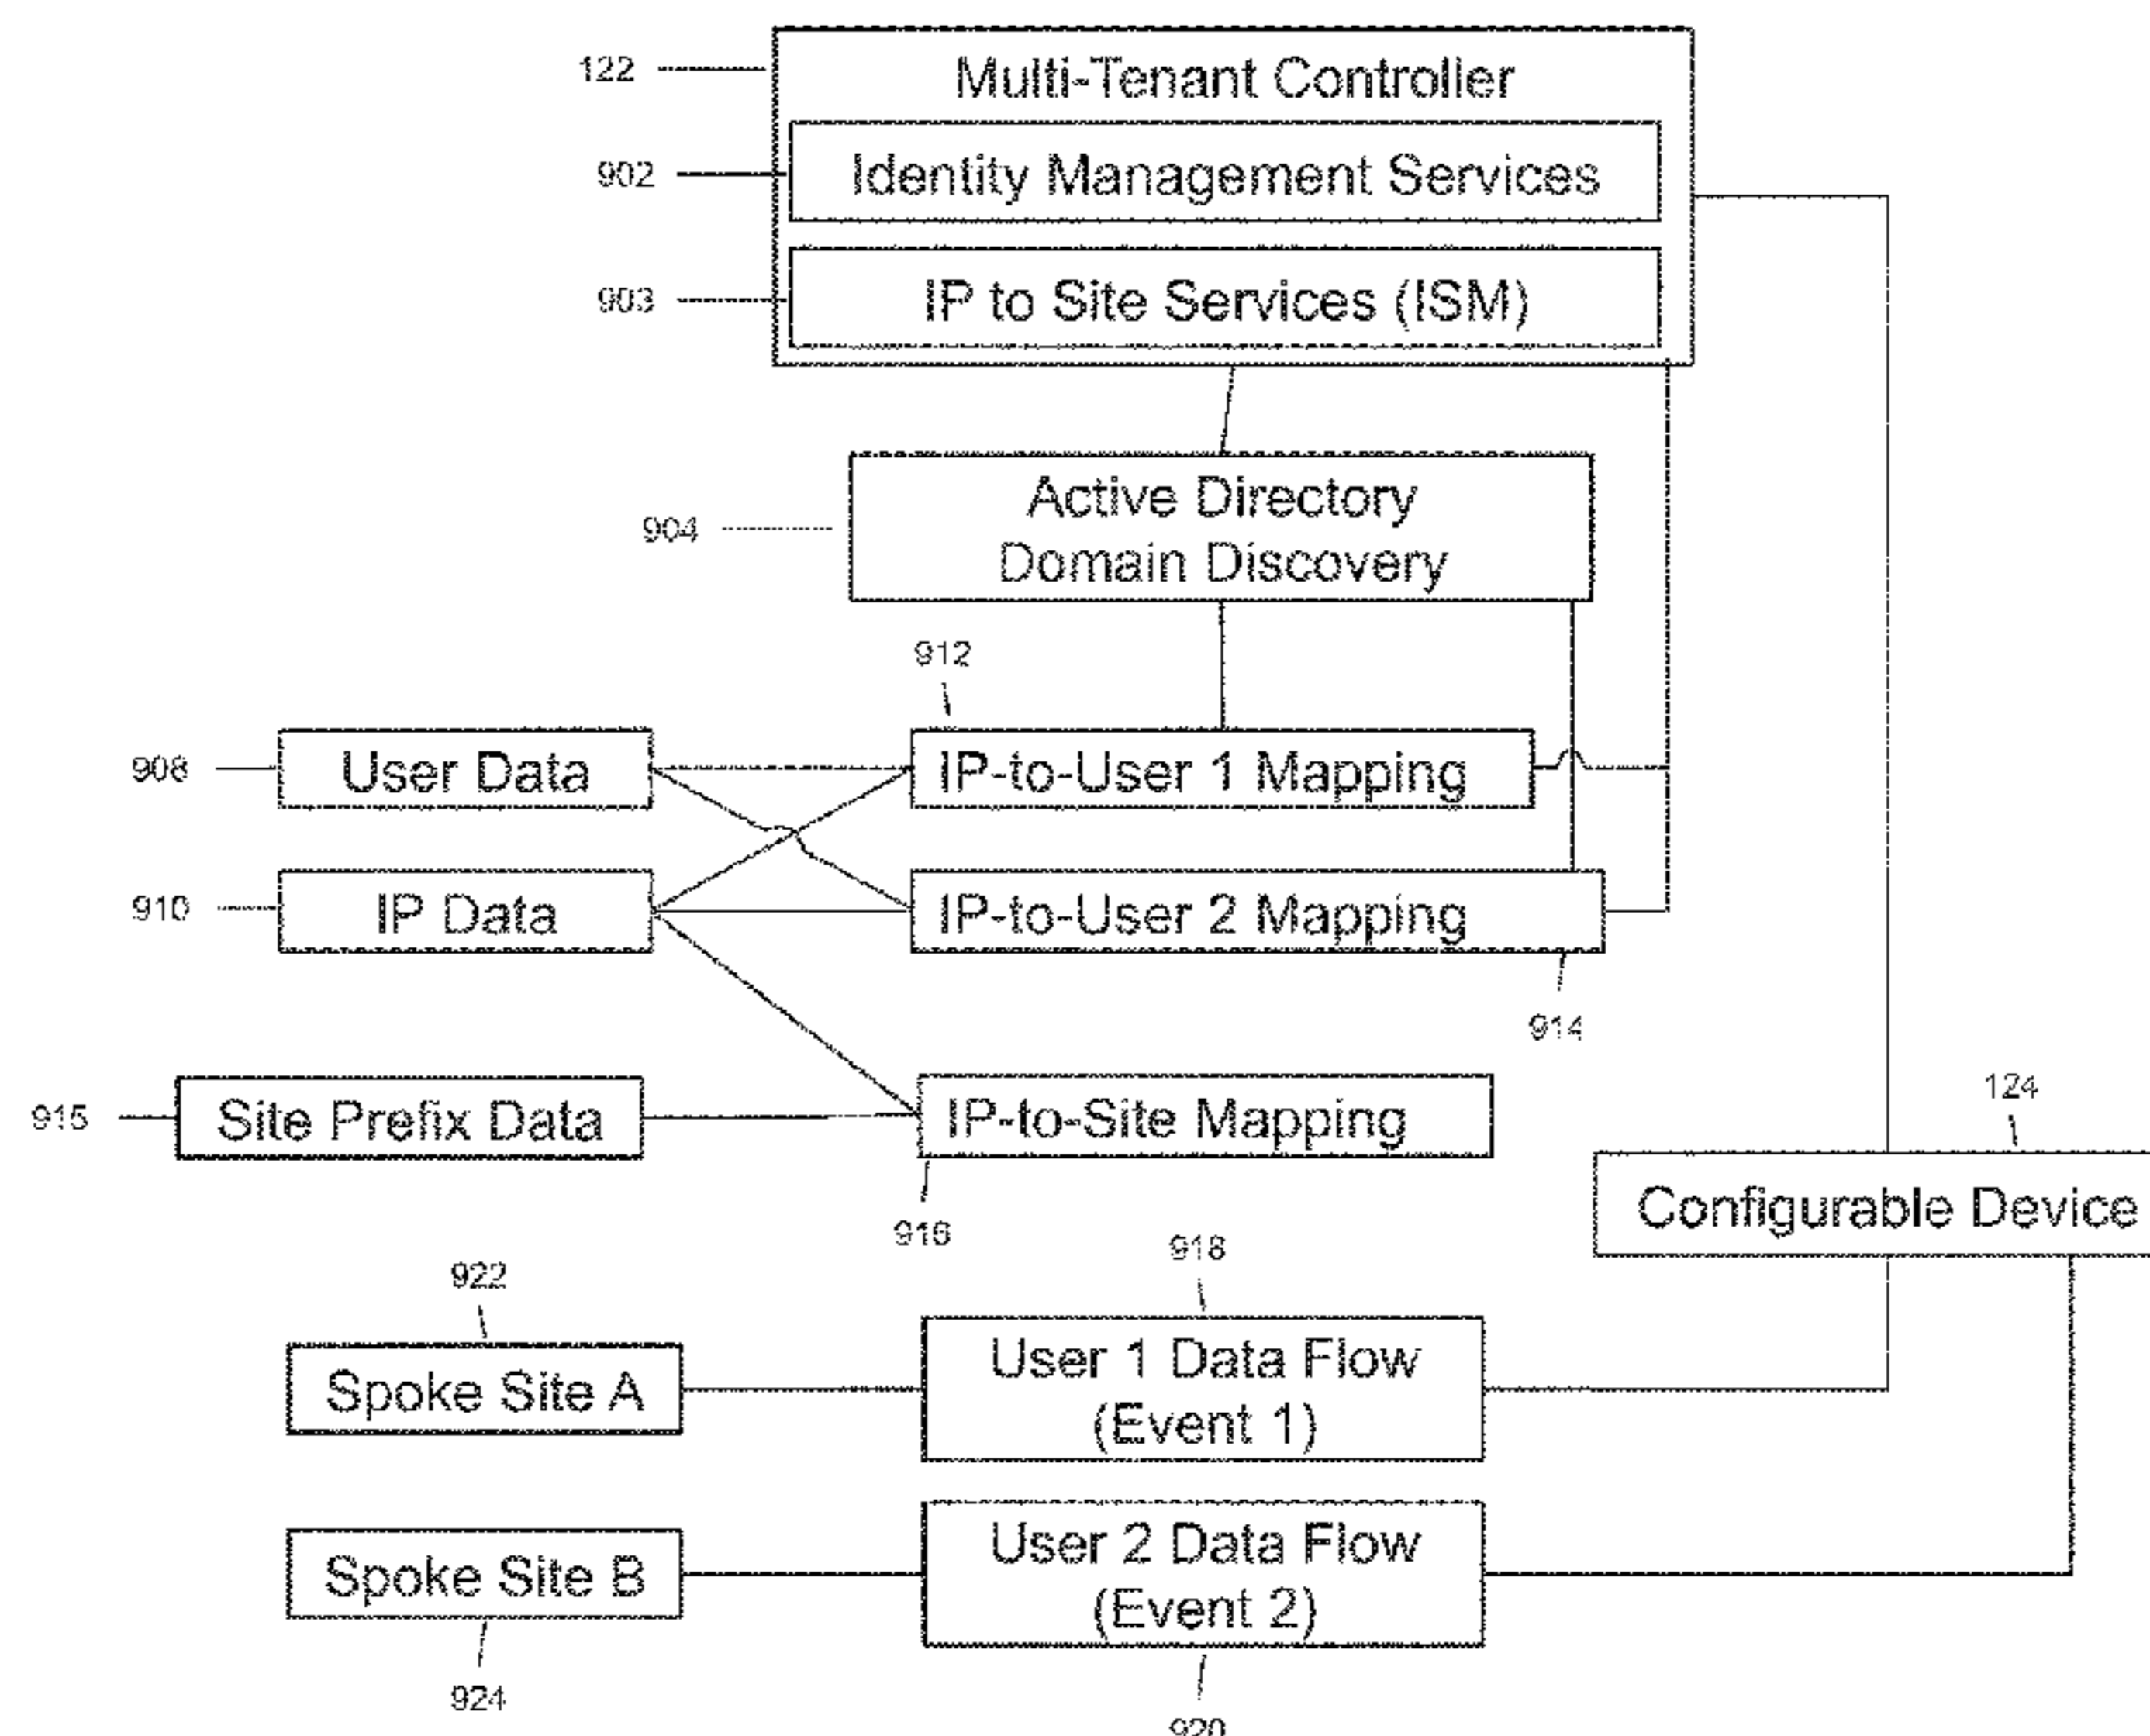 122 Multi-Tenant Controller
902 Identity Management Services
903 IP to Site Services (ISM)
904 Active Directory
Domain Discovery
912
908 User Data IP-to-User 1 Mapping
910 IP Data IP-to-User 2 Mapping
914
915 Site Prefix Data IP-to-Site Mapping
124
Configurable Device
916
918
922
Spoke Site A User 1 Data Flow
(Event 1)
Spoke Site B User 2 Data Flow
(Event 2)
924
920